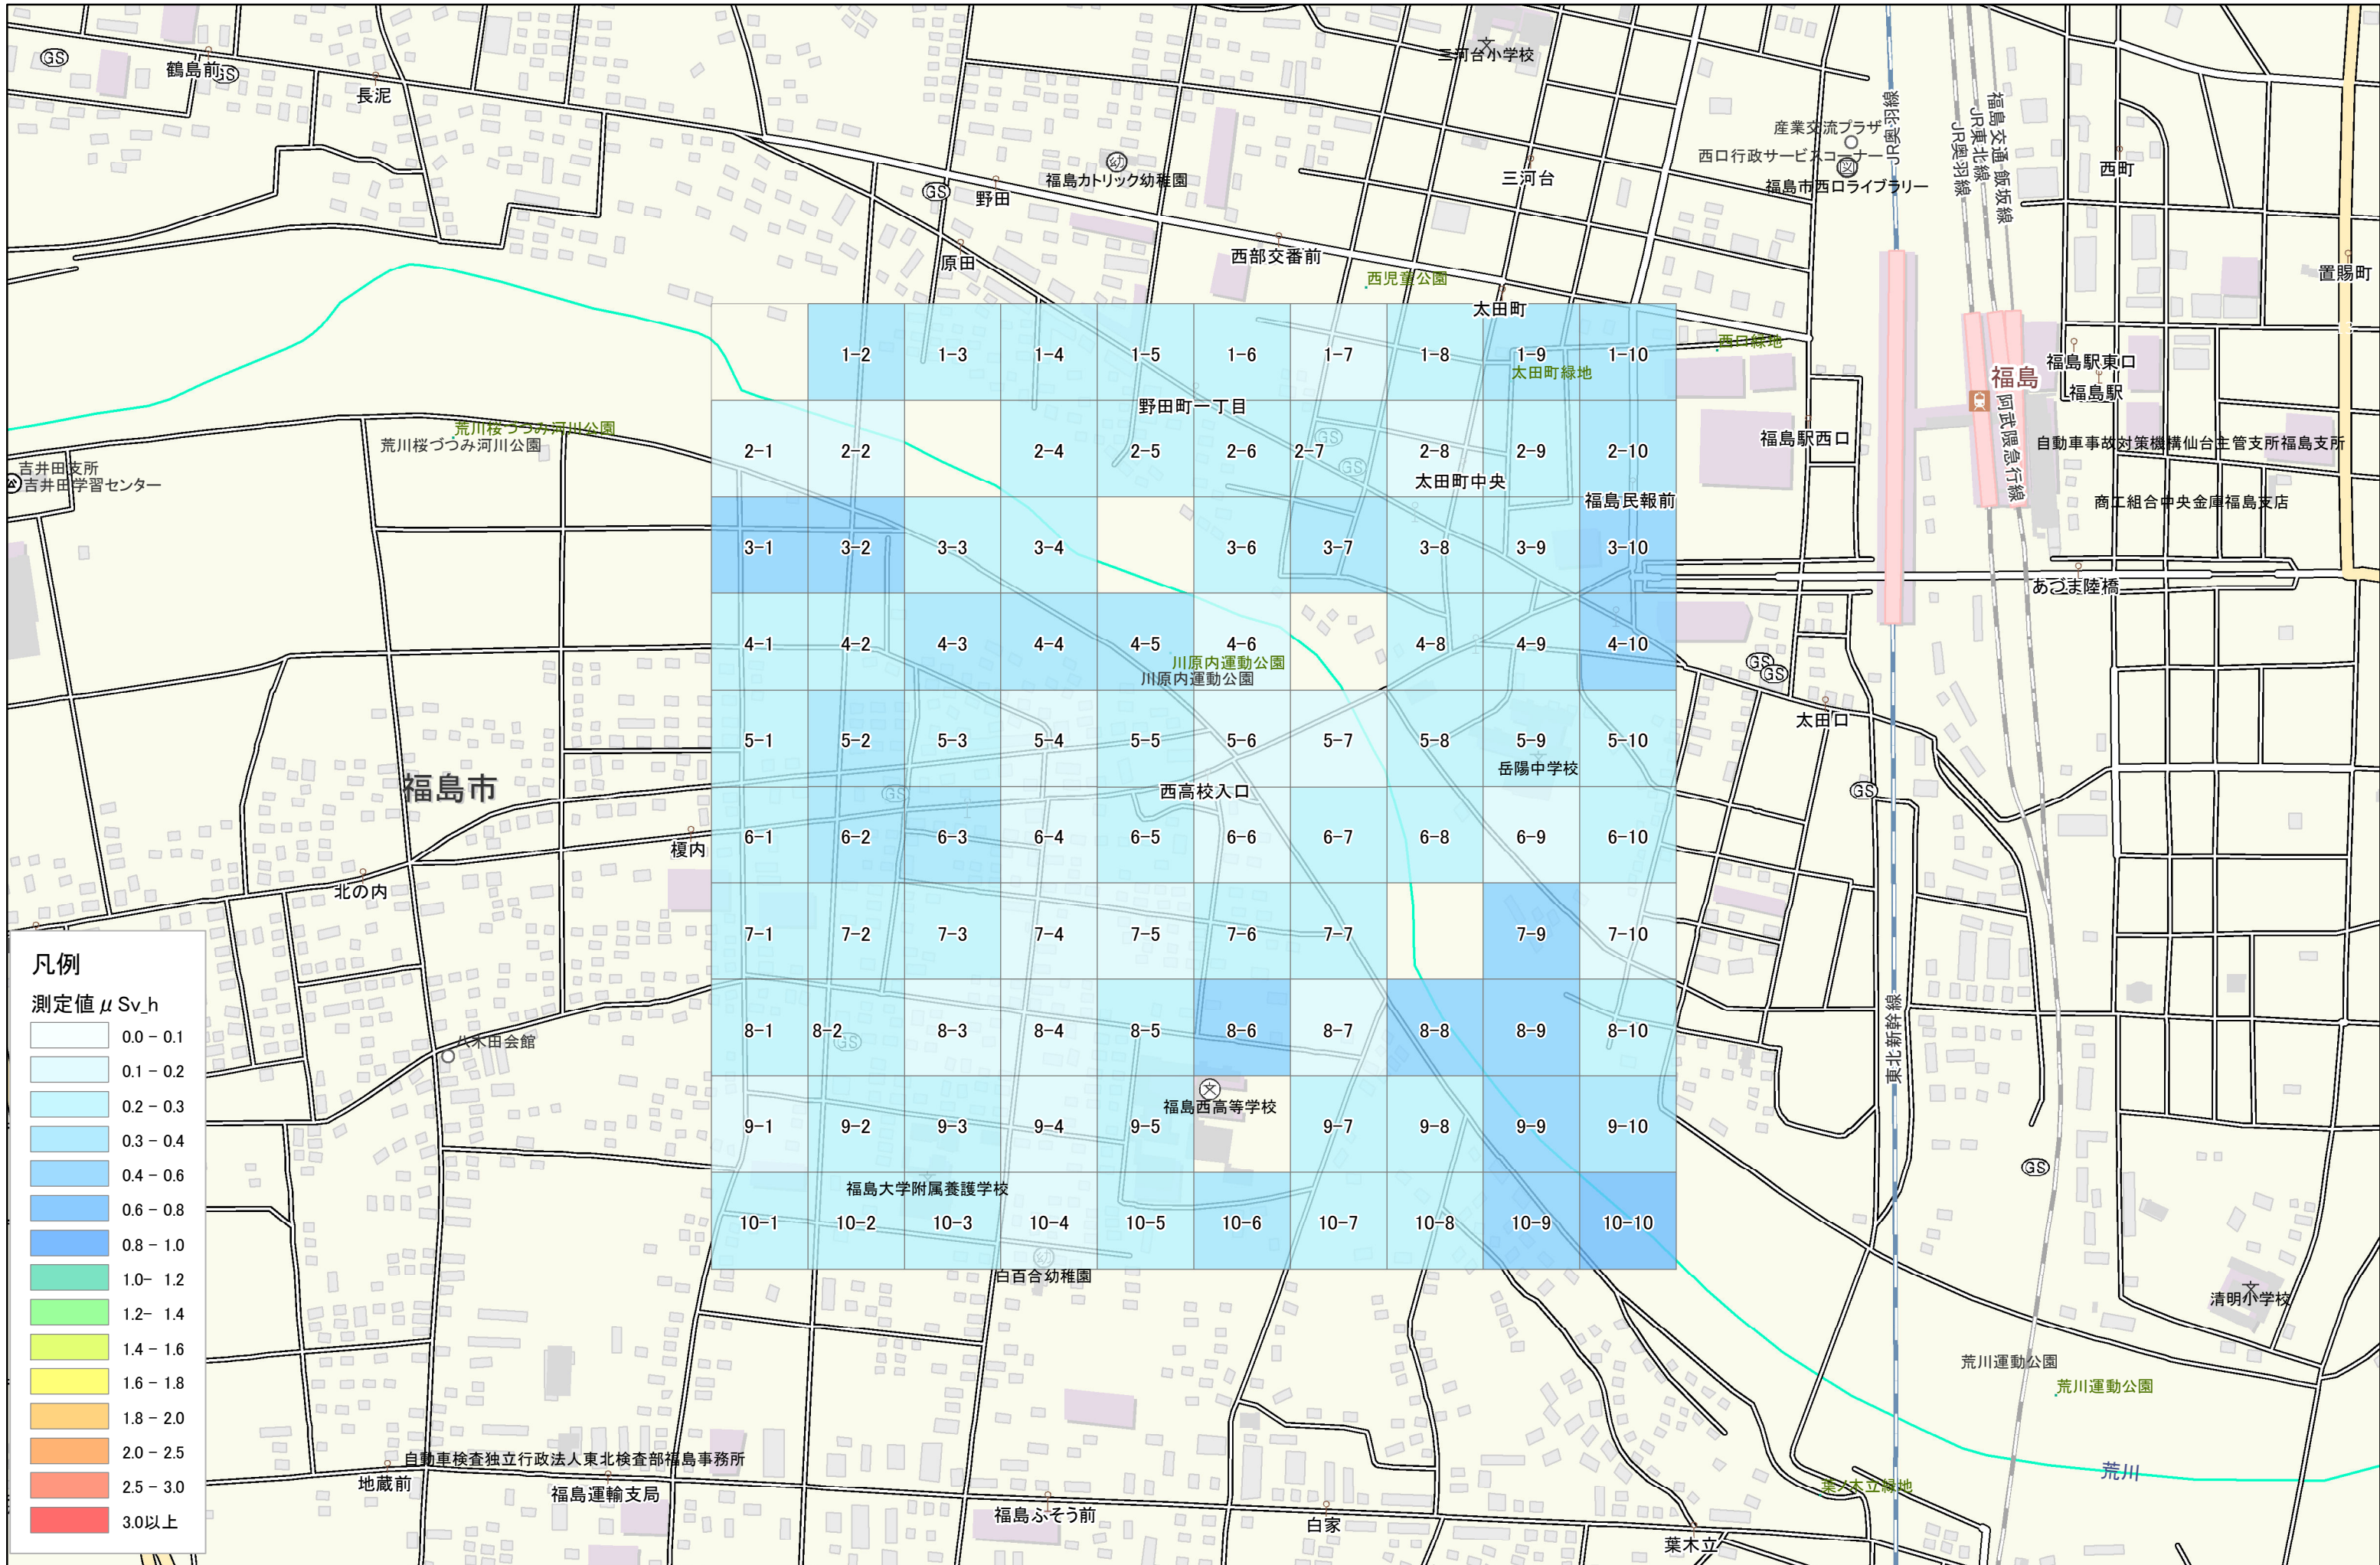 三河台小学校
GS
鶴島前
GS
長泥
産業交流プラザ
西口行政サービスコーナー
福島市西口ライブラリー
JR奥羽線
JR奥羽線
JR東北線
福島交通飯坂線
西町
幼
福島カトリック幼稚園
三河台
GS
野田
原田
西部交番前
西児童公園
太田町
置賜町
西口緑地
福島駅東口
福島駅
福島
阿武隈急行線
1-2
1-3
1-4
1-5
1-6
1-7
1-8
1-9
1-10
太田町緑地
野田町一丁目
荒川桜づつみ河川公園
荒川桜づつみ河川公園
吉井田支所
吉井田学習センター
福島駅西口
自動車事故対策機構仙台主管支所福島支所
2-1
2-2
2-4
2-5
2-6
2-7
GS
2-8
2-9
2-10
GS
太田町中央
福島民報前
商工組合中央金庫福島支店
3-1
3-2
3-3
3-4
3-6
3-7
3-8
3-9
3-10
あづま陸橋
4-1
4-2
4-3
4-4
4-5
4-6
4-8
4-9
4-10
川原内運動公園
川原内運動公園
GS
GS
太田口
5-1
5-2
5-3
5-4
5-5
5-6
5-7
5-8
5-9
5-10
岳陽中学校
福島市
西高校入口
GS
GS
榎内
6-1
6-2
6-3
6-4
6-5
6-6
6-7
6-8
6-9
6-10
北の内
7-1
7-2
7-3
7-4
7-5
7-6
7-7
7-9
7-10
凡例
測定値μSv_h
0.0 - 0.1
0.1 - 0.2
0.2 - 0.3
0.3 - 0.4
0.4 - 0.6
0.6 - 0.8
0.8 - 1.0
1.0- 1.2
1.2- 1.4
1.4 - 1.6
1.6 - 1.8
1.8 - 2.0
2.0 - 2.5
2.5 - 3.0
3.0以上
八木田会館
8-1
8-2
GS
8-3
8-4
8-5
8-6
8-7
8-8
8-9
8-10
東北新幹線
文
福島西高等学校
9-1
9-2
9-3
9-4
9-5
9-7
9-8
9-9
9-10
GS
福島大学附属養護学校
10-1
10-2
10-3
10-4
10-5
10-6
10-7
10-8
10-9
10-10
幼
白百合幼稚園
清明小学校
荒川運動公園
荒川運動公園
自動車検査独立行政法人東北検査部福島事務所
地蔵前
福島運輸支局
福島ふそう前
白家
葉木立
葉ノ木立緑地
荒川